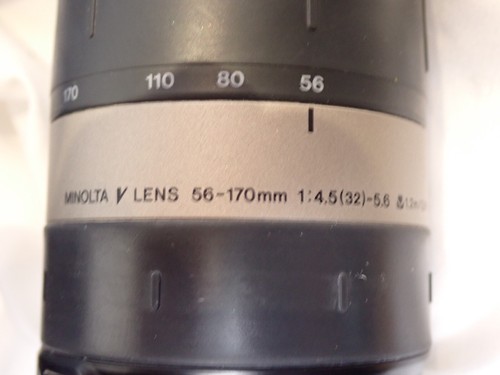 170 110 80 56
MINOLTA V LENS 56-170mm 1:4.5(32)-5.6